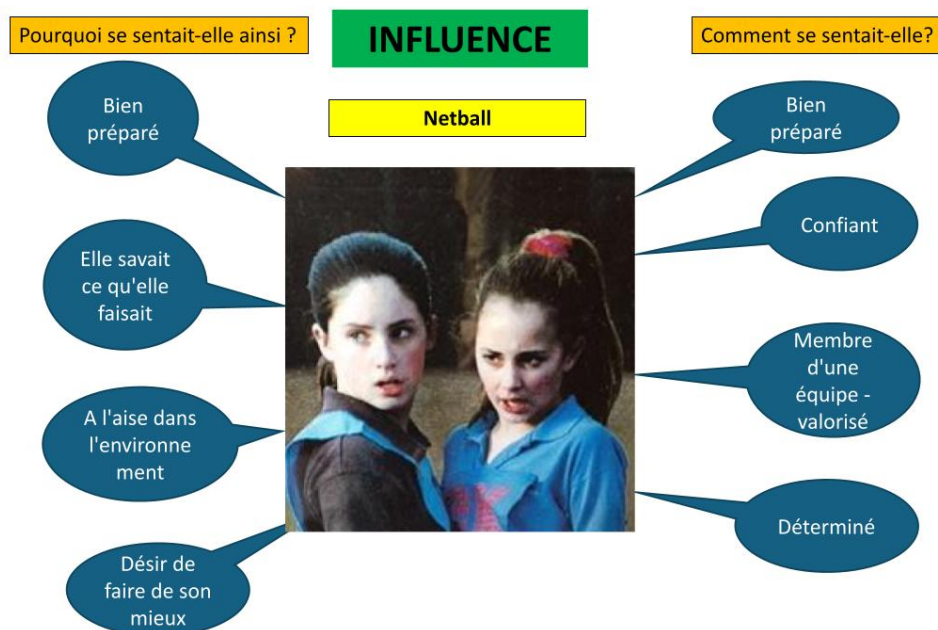 Pourquoi se sentait-elle ainsi ?
INFLUENCE
Comment se sentait-elle?
Netball
Bien
préparé
Elle savait
ce qu'elle
faisait
A l'aise dans
l'environne
ment
Désir de
faire de son
mieux
Bien
préparé
Confiant
Membre
d'une
équipe -
valorisé
Déterminé